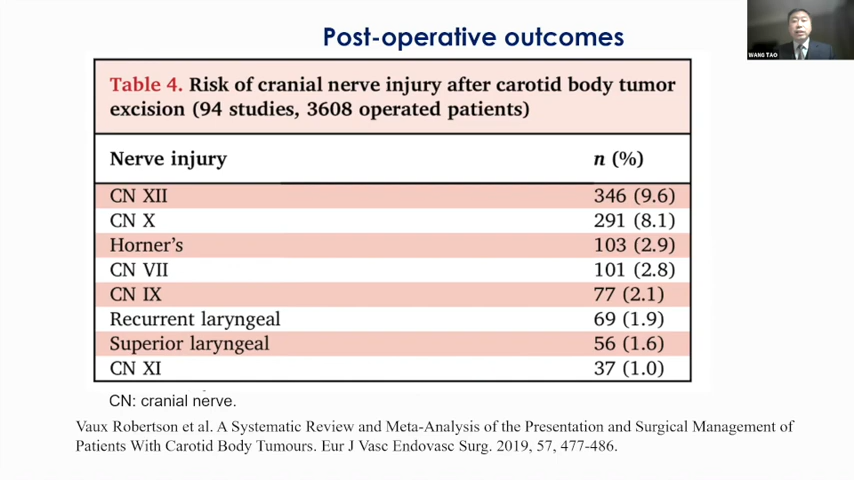 Post-operative outcomes
WANG TAO
Table 4. Risk of cranial nerve injury after carotid body tumor
excision (94 studies, 3608 operated patients)
Nerve injury n (%)
CN XII 346 (9.6)
CN X 291 (8.1)
Horner's 103 (2.9)
CN VII 101 (2.8)
CN IX 77 (2.1)
Recurrent laryngeal 69 (1.9)
Superior laryngeal 56 (1.6)
CN XI 37 (1.0)
CN: cranial nerve.
Vaux Robertson et al. A Systematic Review and Meta-Analysis of the Presentation and Surgical Management of
Patients With Carotid Body Tumours. Eur J Vasc Endovasc Surg. 2019, 57, 477-486.